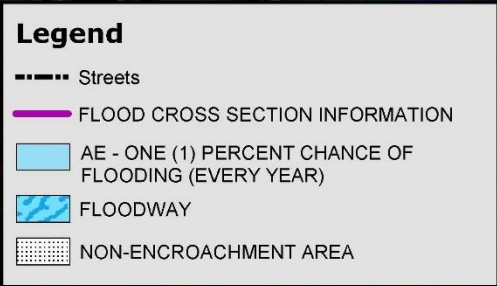 Legend
Streets
FLOOD CROSS SECTION INFORMATION
AE - ONE (1) PERCENT CHANCE OF
FLOODING (EVERY YEAR)
FLOODWAY
NON-ENCROACHMENT AREA